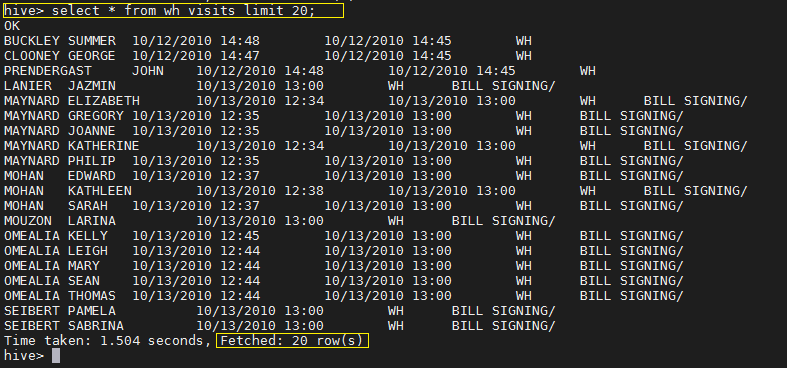 hive> select * from wh visits limit 20;
OK
BUCKLEY SUMMER 10/12/2010 14:48 10/12/2010 14:45 WH
CLOONEY GEORGE 10/12/2010 14:47 10/12/2010 14:45 WH
PRENDERGAST JOHN 10/12/2010 14:48 10/12/2010 14:45 WH
LANIER JAZMIN 10/13/2010 13:00 WH BILL SIGNING/
MAYNARD ELIZABETH 10/13/2010 12:34 10/13/2010 13:00 WH BILL SIGNING/
MAYNARD GREGORY 10/13/2010 12:35 10/13/2010 13:00 WH BILL SIGNING/
MAYNARD JOANNE 10/13/2010 12:35 10/13/2010 13:00 WH BILL SIGNING/
MAYNARD KATHERINE 10/13/2010 12:34 10/13/2010 13:00 WH BILL SIGNING/
MAYNARD PHILIP 10/13/2010 12:35 10/13/2010 13:00 WH BILL SIGNING/
MOHAN EDWARD 10/13/2010 12:37 10/13/2010 13:00 WH BILL SIGNING/
MOHAN KATHLEEN 10/13/2010 12:38 10/13/2010 13:00 WH BILL SIGNING/
MOHAN SARAH 10/13/2010 12:37 10/13/2010 13:00 WH BILL SIGNING/
MOUZON LARINA 10/13/2010 13:00 WH BILL SIGNING/
OMEALIA KELLY 10/13/2010 12:45 10/13/2010 13:00 WH BILL SIGNING/
OMEALIA LEIGH 10/13/2010 12:44 10/13/2010 13:00 WH BILL SIGNING/
OMEALIA MARY 10/13/2010 12:44 10/13/2010 13:00 WH BILL SIGNING/
OMEALIA SEAN 10/13/2010 12:44 10/13/2010 13:00 WH BILL SIGNING/
OMEALIA THOMAS 10/13/2010 12:44 10/13/2010 13:00 WH BILL SIGNING/
SEIBERT PAMELA 10/13/2010 13:00 WH BILL SIGNING/
SEIBERT SABRINA 10/13/2010 13:00 WH BILL SIGNING/
Time taken: 1.504 seconds, Fetched: 20 row(s)
hive>